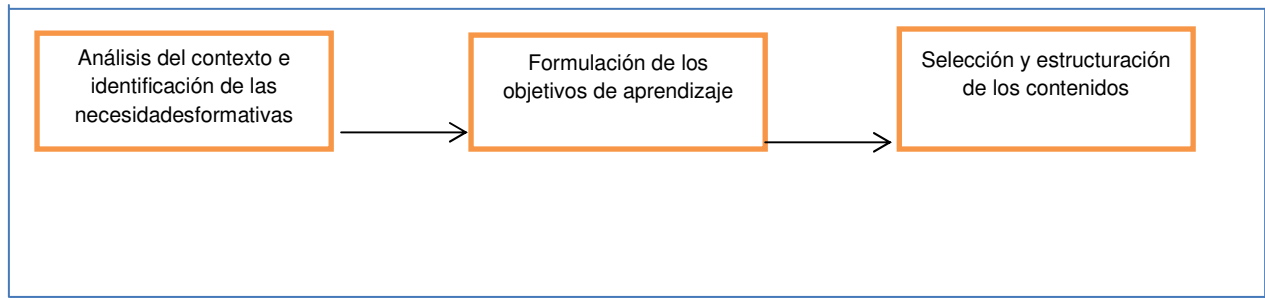 Análisis del contexto e
identificación de las
necesidadesformativas
Formulación de los
objetivos de aprendizaje
Selección y estructuración
de los contenidos